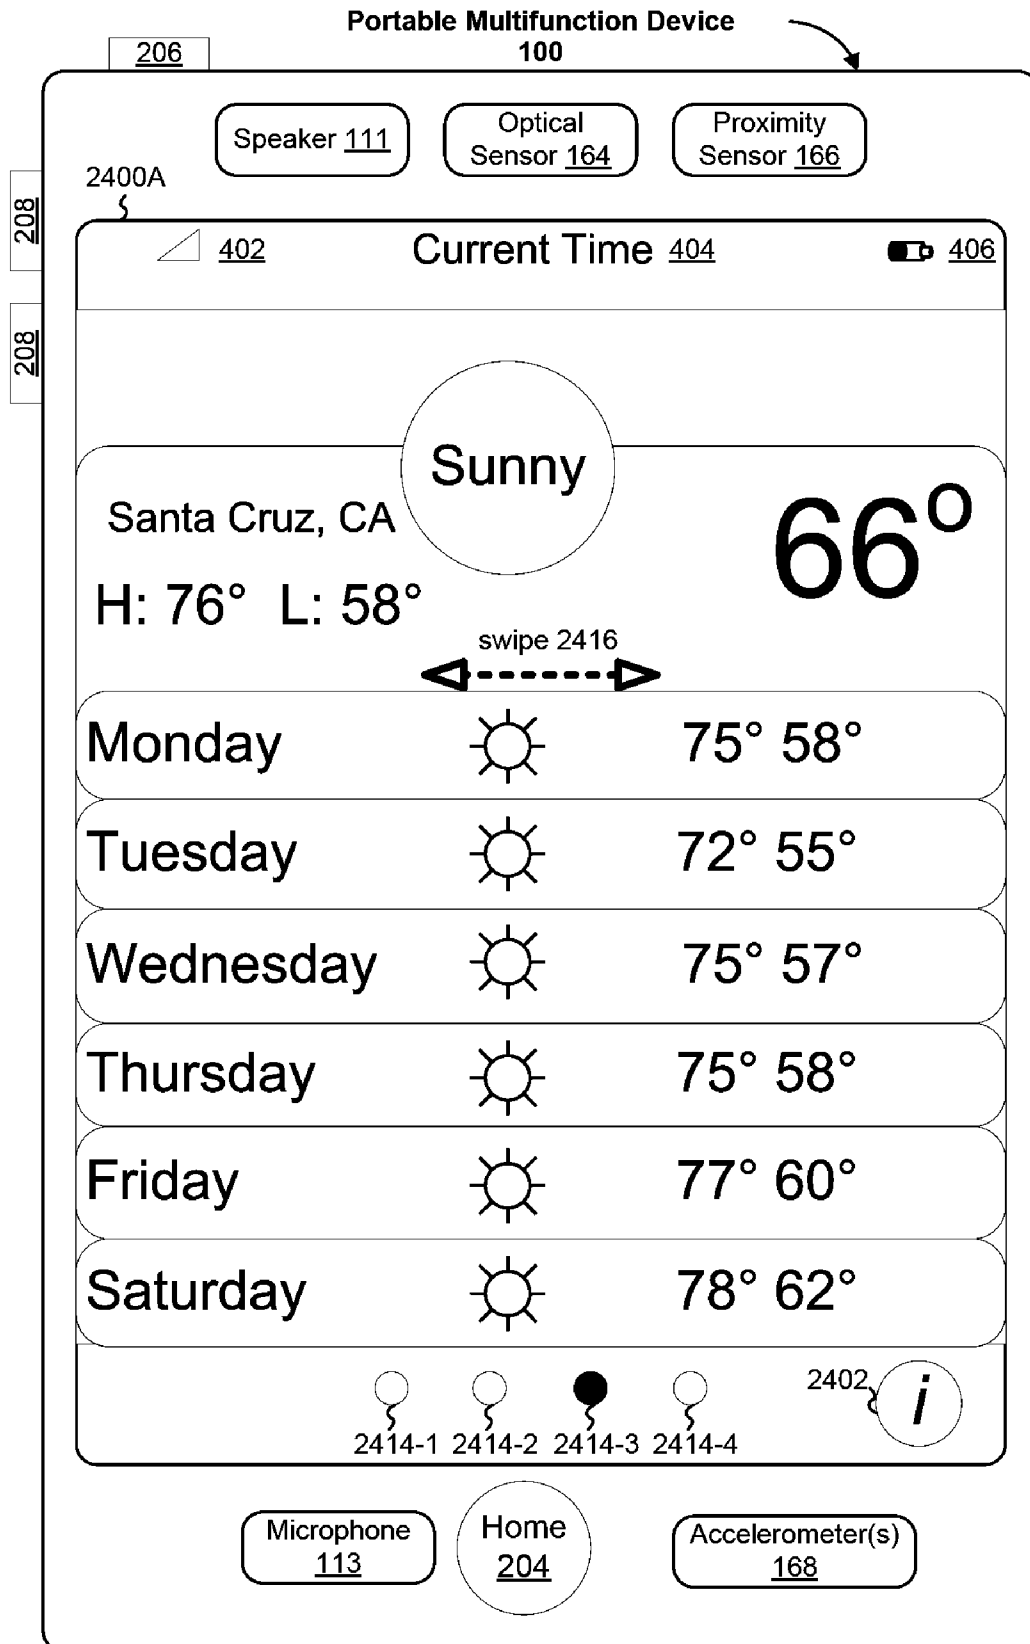 Portable Multifunction Device
100
206
Speaker 111
Optical
Sensor 164
Proximity
Sensor 166
2400A
208
208
402
Current Time 404
406
Sunny
Santa Cruz, CA
66°
H: 76° L: 58°
swipe 2416
Monday 75° 58°
Tuesday 72° 55°
Wednesday 75° 57°
Thursday 75° 58°
Friday 77° 60°
Saturday 78° 62°
2402
i
2414-1 2414-2 2414-3 2414-4
Microphone
113
Home
204
Accelerometer(s)
168